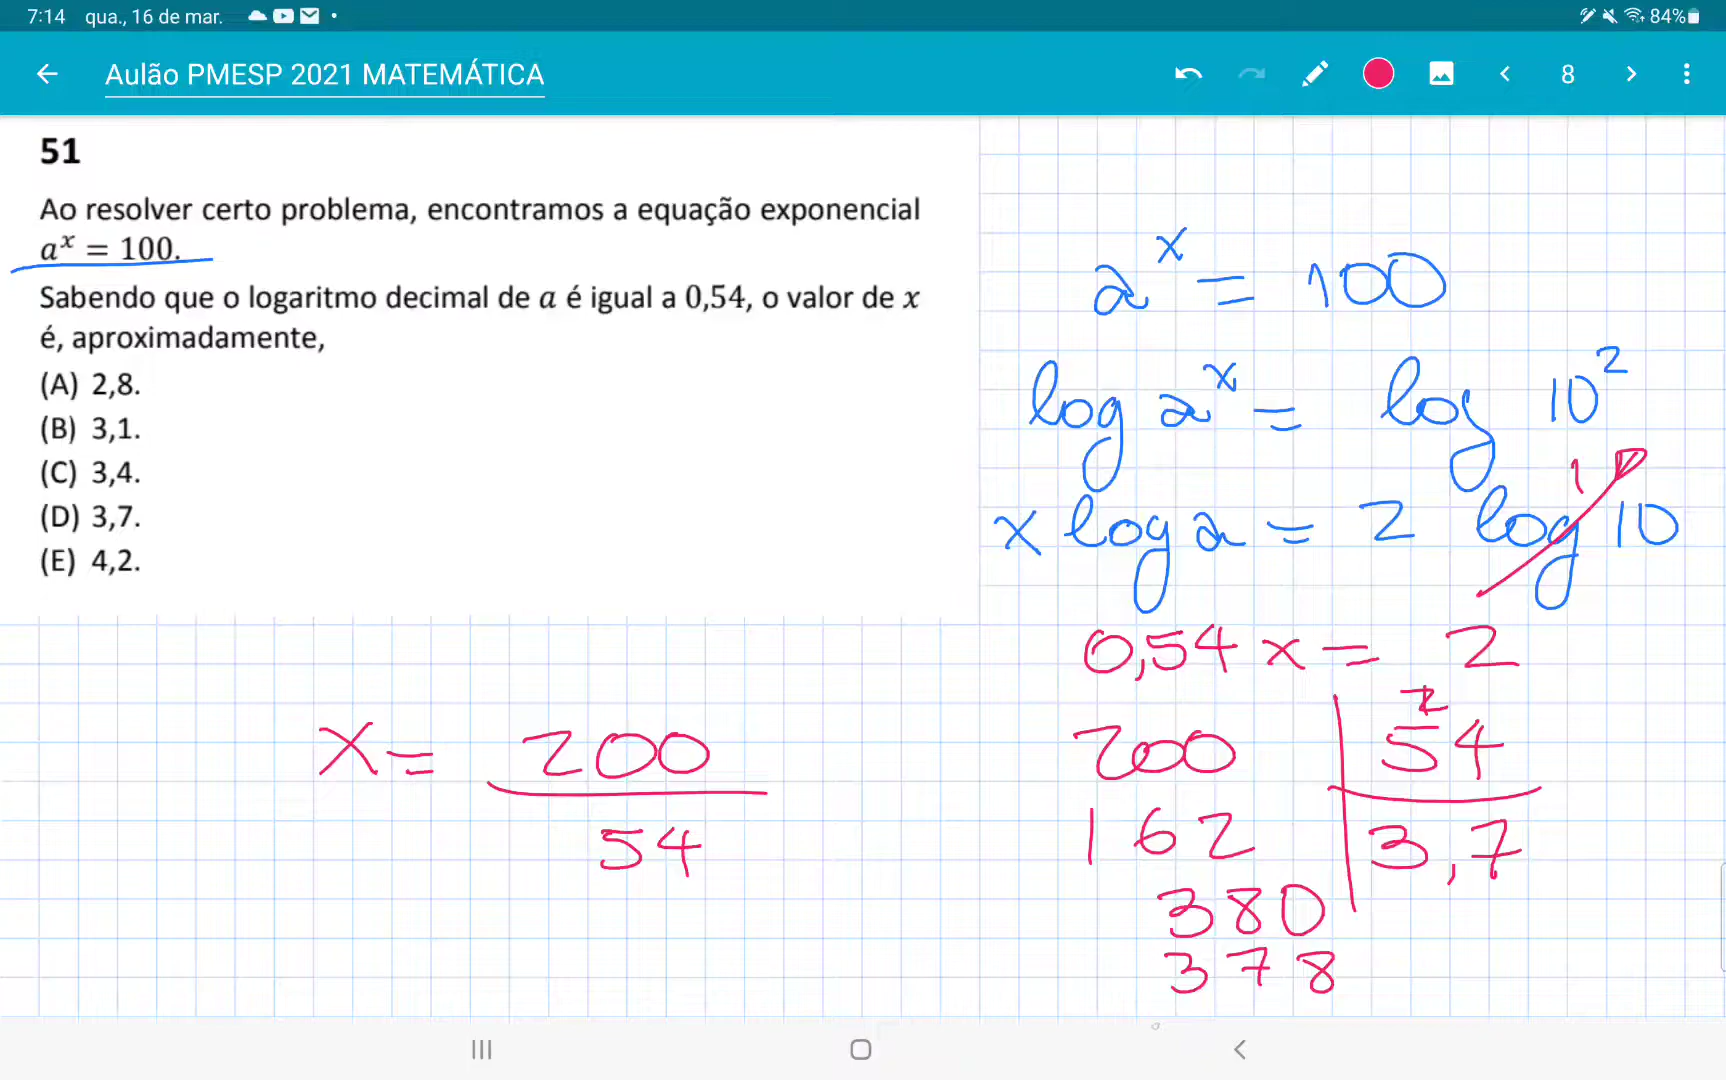 7:14 qua., 16 de mar. 84%
Aulão PMESP 2021 MATEMÁTICA 8
51
Ao resolver certo problema, encontramos a equação exponencial
aˣ = 100.
Sabendo que o logaritmo decimal de a é igual a 0,54, o valor de x
é, aproximadamente,
(A) 2,8.
(B) 3,1.
(C) 3,4.
(D) 3,7.
(E) 4,2.
aˣ = 100
log aˣ = log 10²
1
x log a = 2 log 10
0,54 x = 2
2
200 54
162 3,7
380
378
x = 200
54